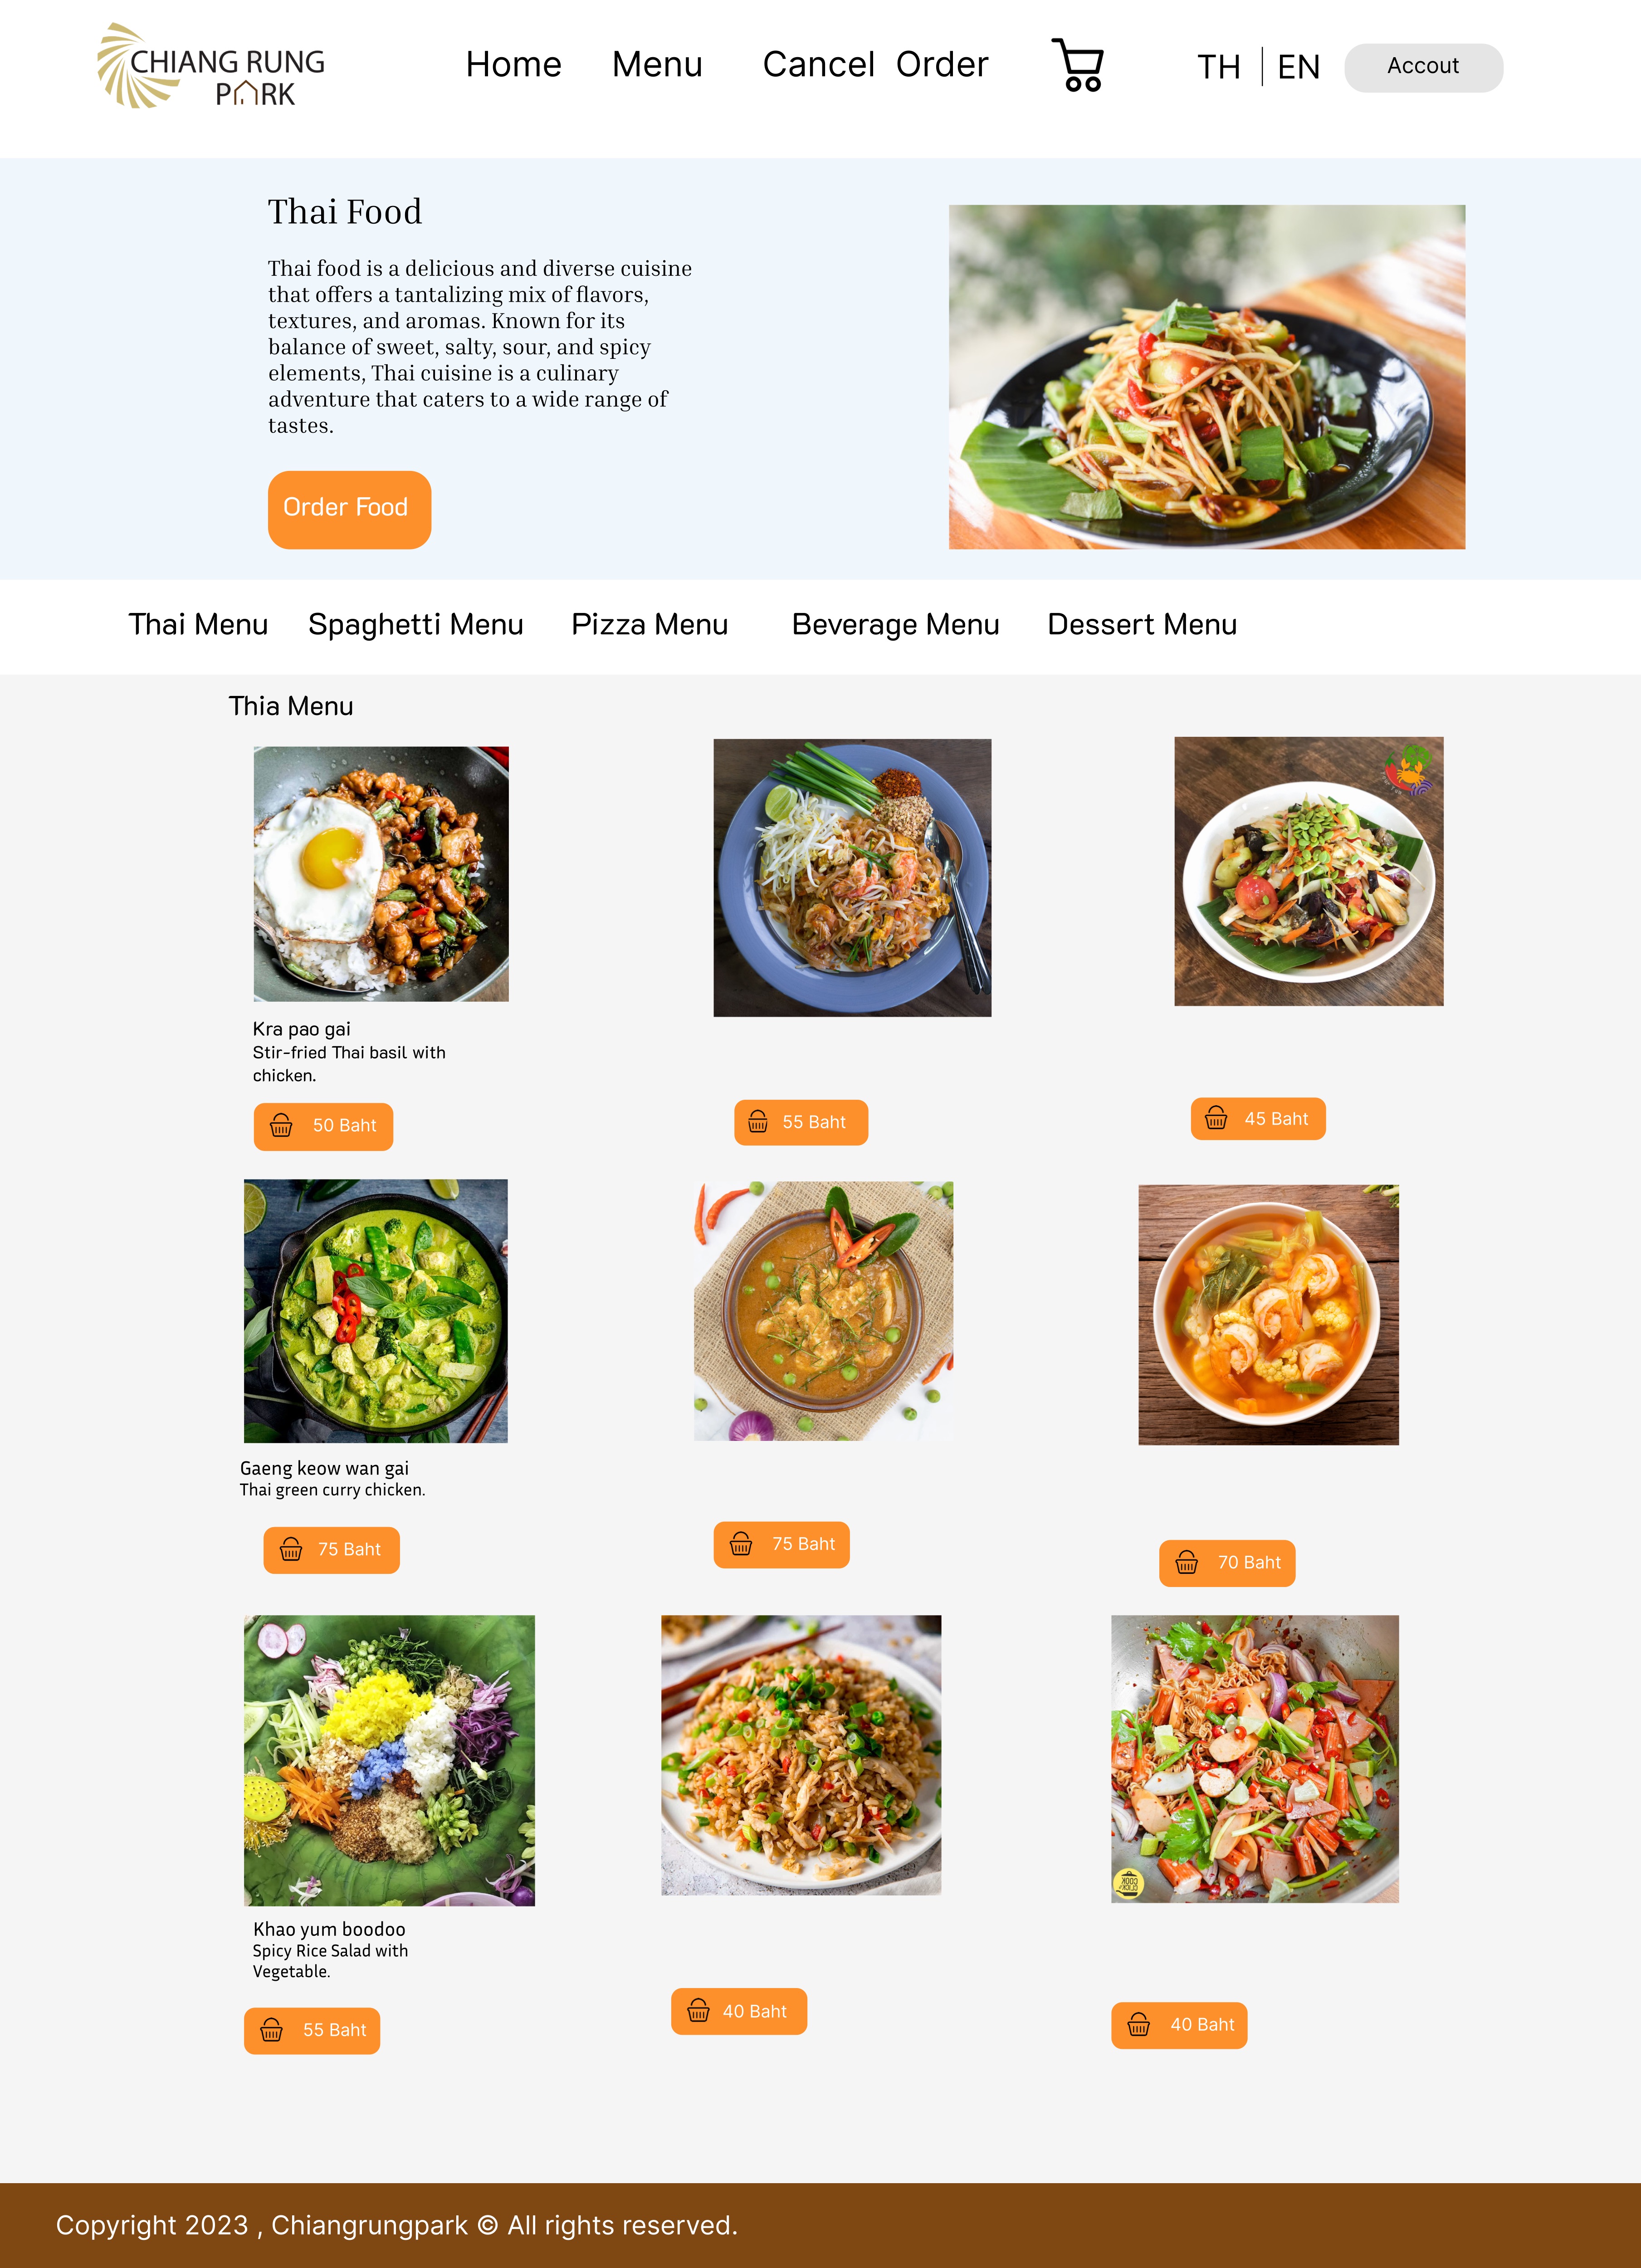 CHIANG RUNG
PARK
Home
Menu
Cancel Order
TH | EN
Accout
Thai Food
Thai food is a delicious and diverse cuisine
that offers a tantalizing mix of flavors,
textures, and aromas. Known for its
balance of sweet, salty, sour, and spicy
elements, Thai cuisine is a culinary
adventure that caters to a wide range of
tastes.
Order Food
Thai Menu
Spaghetti Menu
Pizza Menu
Beverage Menu
Dessert Menu
Thia Menu
Kra pao gai
Stir-fried Thai basil with
chicken.
50 Baht
55 Baht
45 Baht
Gaeng keow wan gai
Thai green curry chicken.
75 Baht
75 Baht
70 Baht
COOK
CLICK!
Khao yum boodoo
Spicy Rice Salad with
Vegetable.
55 Baht
40 Baht
40 Baht
Copyright 2023 , Chiangrungpark © All rights reserved.